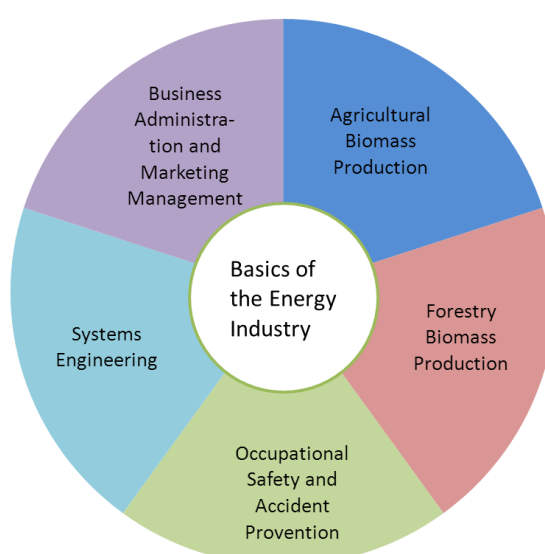 Business
Administra-
tion and
Marketing
Management
Agricultural
Biomass
Production
Basics of
the Energy
Industry
Systems
Engineering
Forestry
Biomass
Production
Occupational
Safety and
Accident
Provention